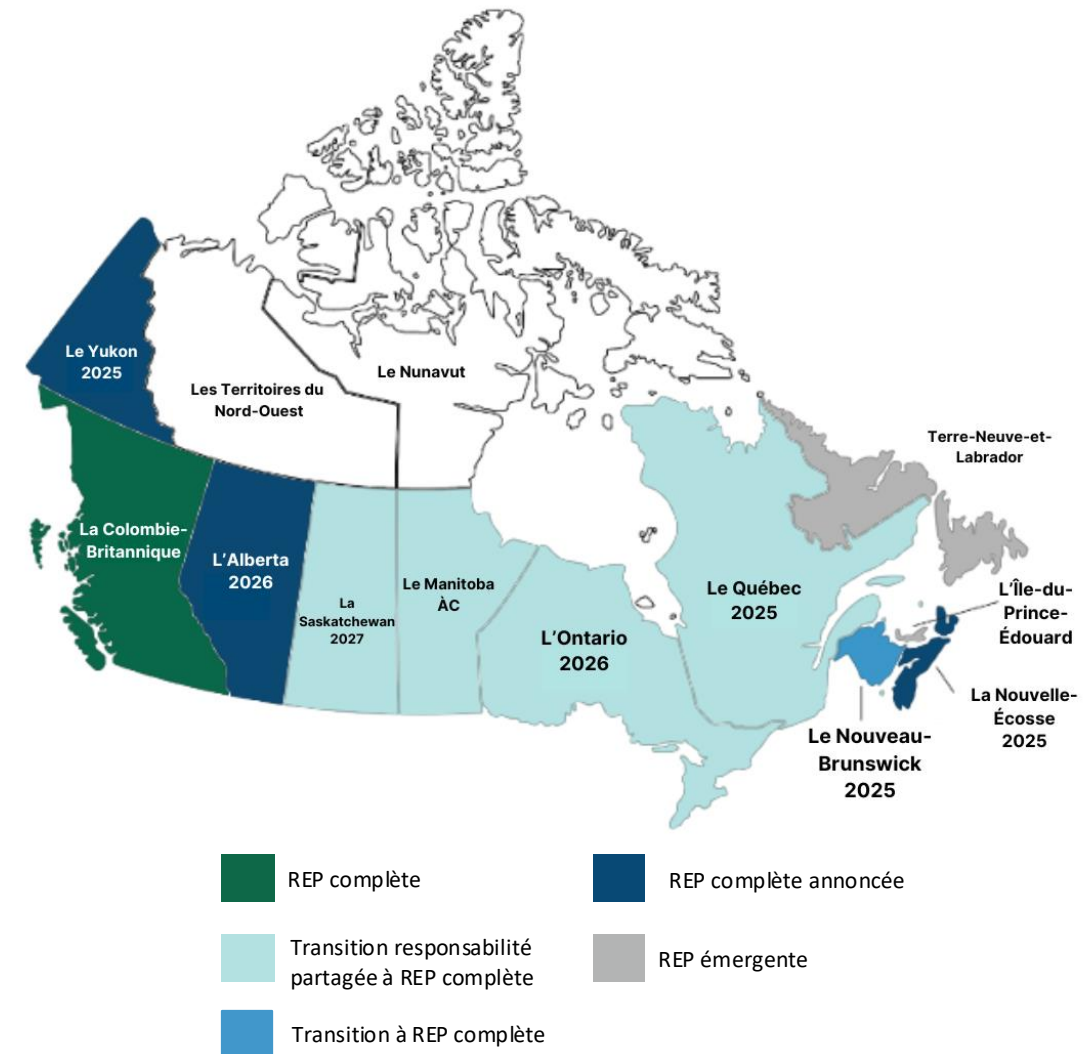 Le Yukon
2025
Les Territoires du
Nord-Ouest
Le Nunavut
Terre-Neuve-et-
Labrador
La Colombie-
Britannique
L'Alberta
2026
La
Saskatchewan
2027
Le Manitoba
ÀC
L'Ontario
2026
Le Québec
2025
L'Île-du-
Prince-
Édouard
La Nouvelle-
Écosse
2025
Le Nouveau-
Brunswick
2025
REP complète
REP complète annoncée
Transition responsabilité
partagée à REP complète
REP émergente
Transition à REP complète